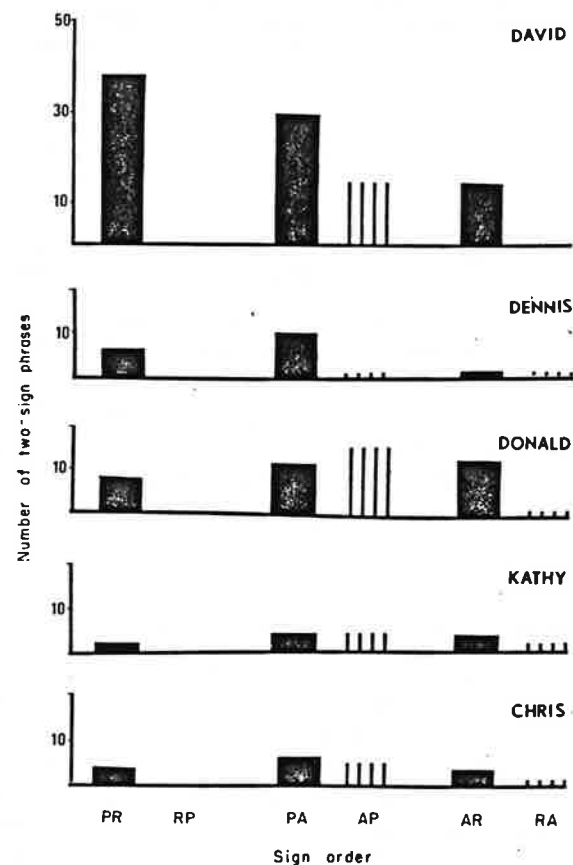 50
30
10
DAVID
10
DENNIS
10
DONALD
10
KATHY
10
CHRIS
Number of two-sign phrases
PR RP PA AP AR RA
Sign order